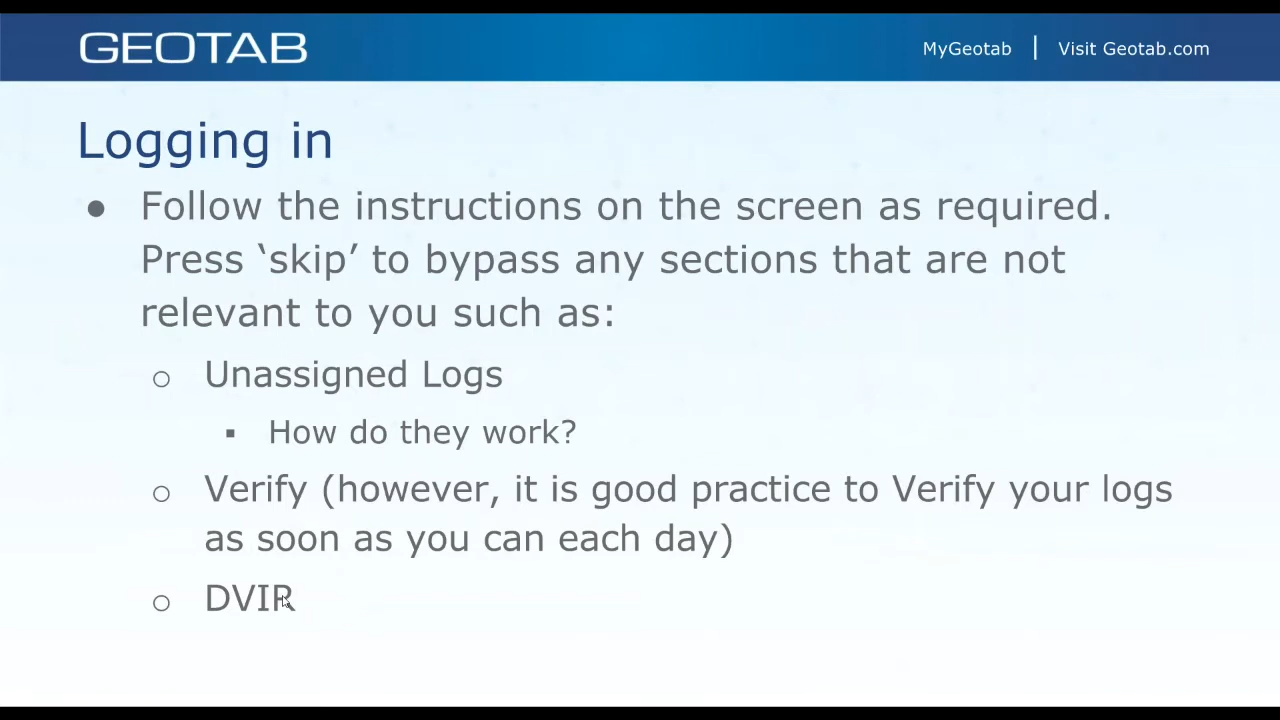 GEOTAB
MyGeotab | Visit Geotab.com
Logging in
● Follow the instructions on the screen as required.
Press ‘skip’ to bypass any sections that are not
relevant to you such as:
○ Unassigned Logs
▪ How do they work?
○ Verify (however, it is good practice to Verify your logs
as soon as you can each day)
○ DVIR